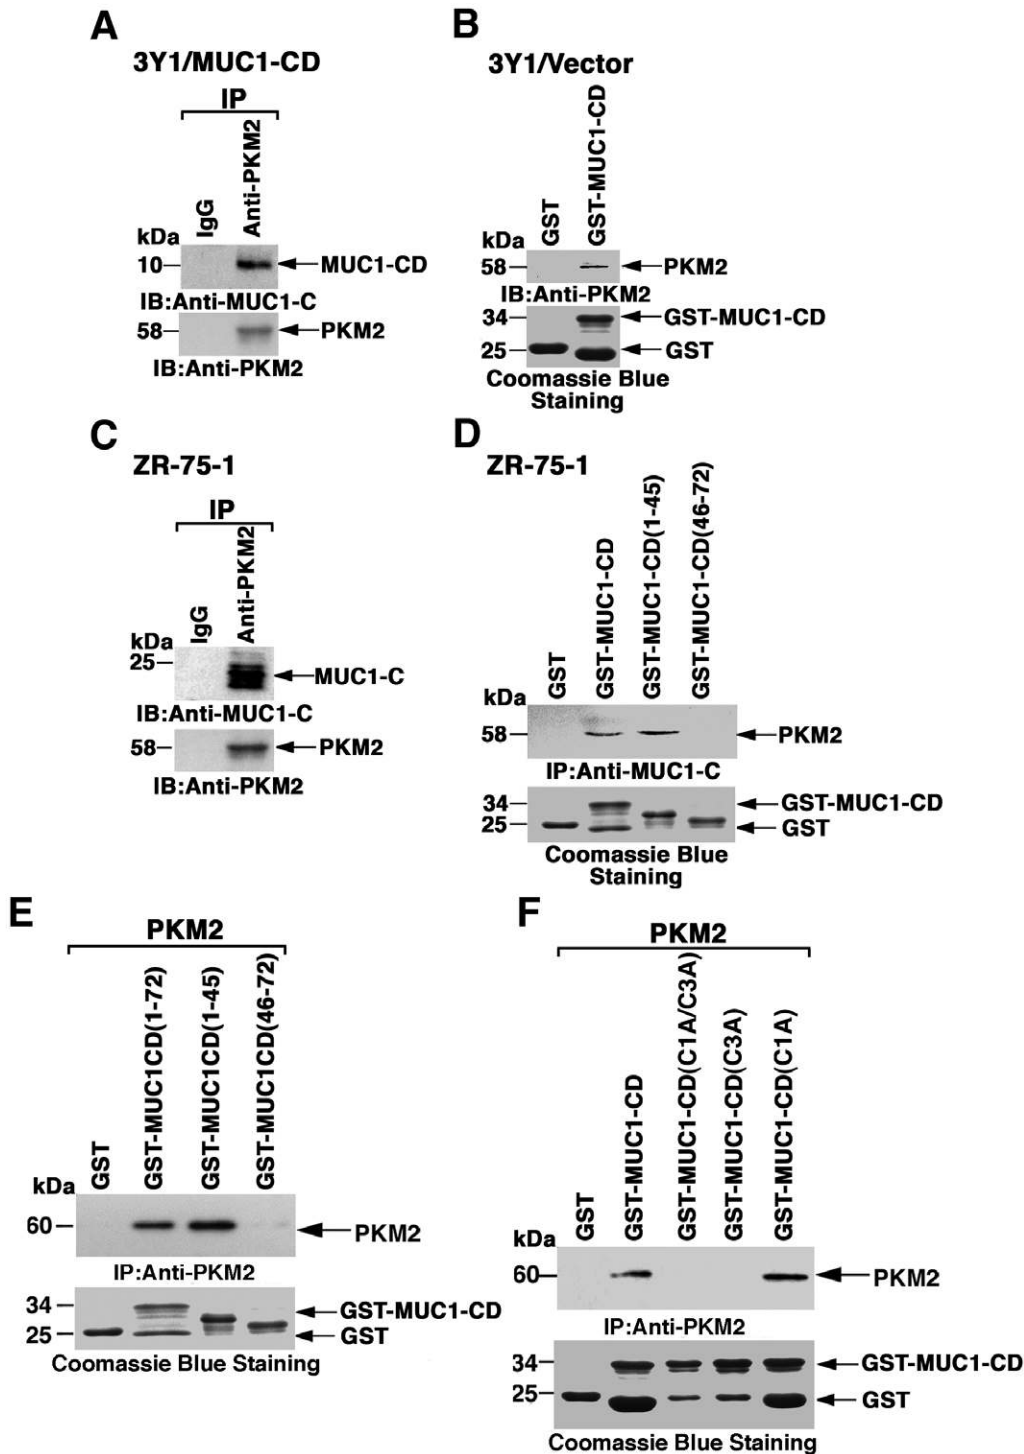 A
3Y1/MUC1-CD
IP
IgG
Anti-PKM2
kDa
10
MUC1-CD
IB:Anti-MUC1-C
58
PKM2
IB:Anti-PKM2
B
3Y1/Vector
GST
GST-MUC1-CD
kDa
58
PKM2
IB:Anti-PKM2
34
GST-MUC1-CD
25
GST
Coomassie Blue
Staining
C
ZR-75-1
IP
IgG
Anti-PKM2
kDa
25
MUC1-C
IB:Anti-MUC1-C
58
PKM2
IB:Anti-PKM2
D
ZR-75-1
GST
GST-MUC1-CD
GST-MUC1-CD(1-45)
GST-MUC1-CD(46-72)
kDa
58
PKM2
IP:Anti-MUC1-C
34
GST-MUC1-CD
25
GST
Coomassie Blue
Staining
E
PKM2
GST
GST-MUC1CD(1-72)
GST-MUC1CD(1-45)
GST-MUC1CD(46-72)
kDa
60
PKM2
IP:Anti-PKM2
34
GST-MUC1-CD
25
GST
Coomassie Blue Staining
F
PKM2
GST
GST-MUC1-CD
GST-MUC1-CD(C1A/C3A)
GST-MUC1-CD(C3A)
GST-MUC1-CD(C1A)
kDa
60
PKM2
IP:Anti-PKM2
34
GST-MUC1-CD
25
GST
Coomassie Blue Staining